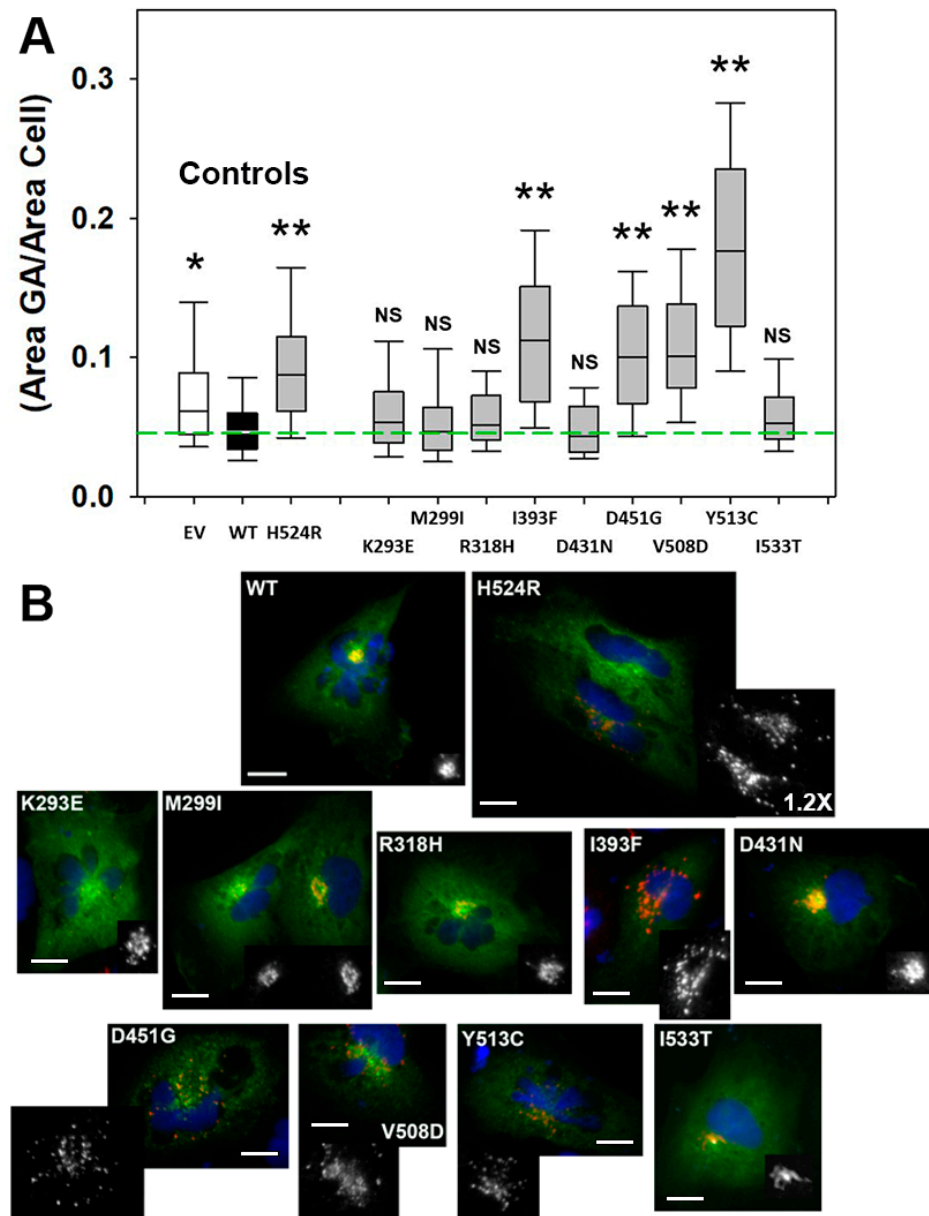 A
(Area GA/Area Cell)
0.3
0.2
0.1
0.0
Controls
*
**
NS
NS
NS
**
NS
**
**
**
NS
EV
WT
H524R
K293E
M299I
R318H
I393F
D431N
D451G
V508D
Y513C
I533T
B
WT
H524R
1.2X
K293E
M299I
R318H
I393F
D431N
D451G
V508D
Y513C
I533T